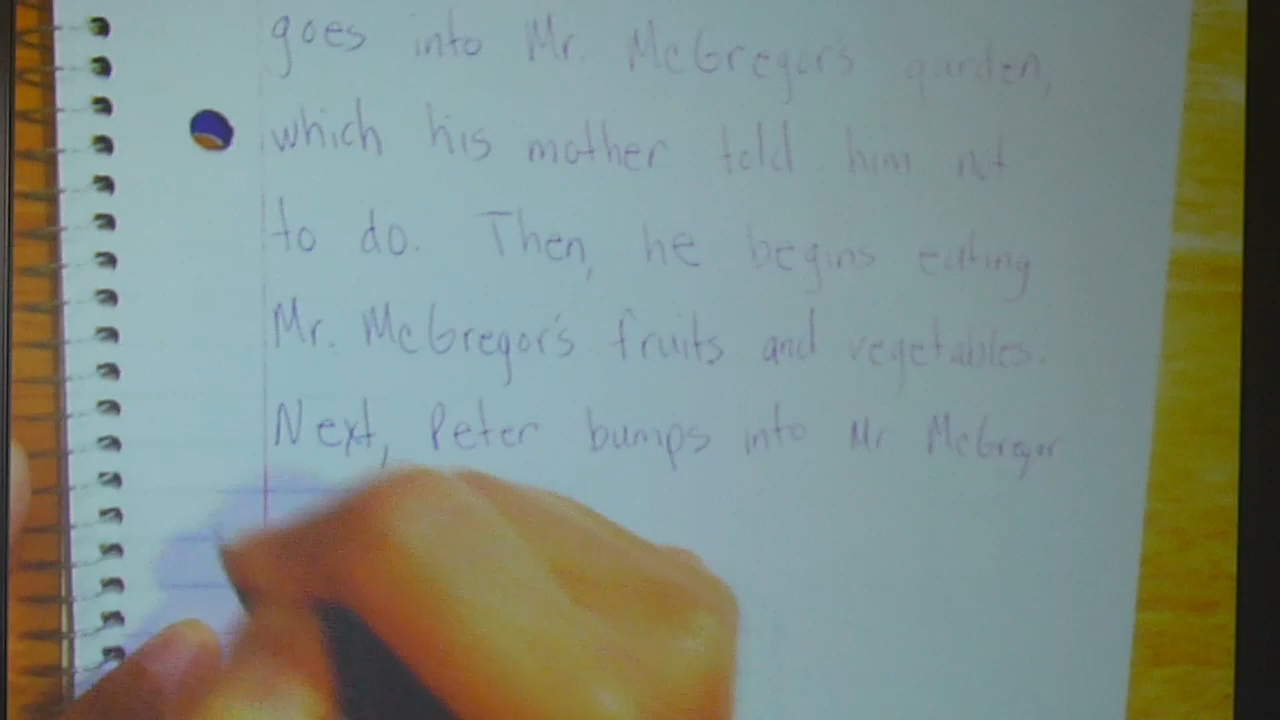 goes into Mr. McGregor's garden,
which his mother told him not
to do. Then, he begins eating
Mr. McGregor's fruits and vegetables.
Next, Peter bumps into Mr McGregor